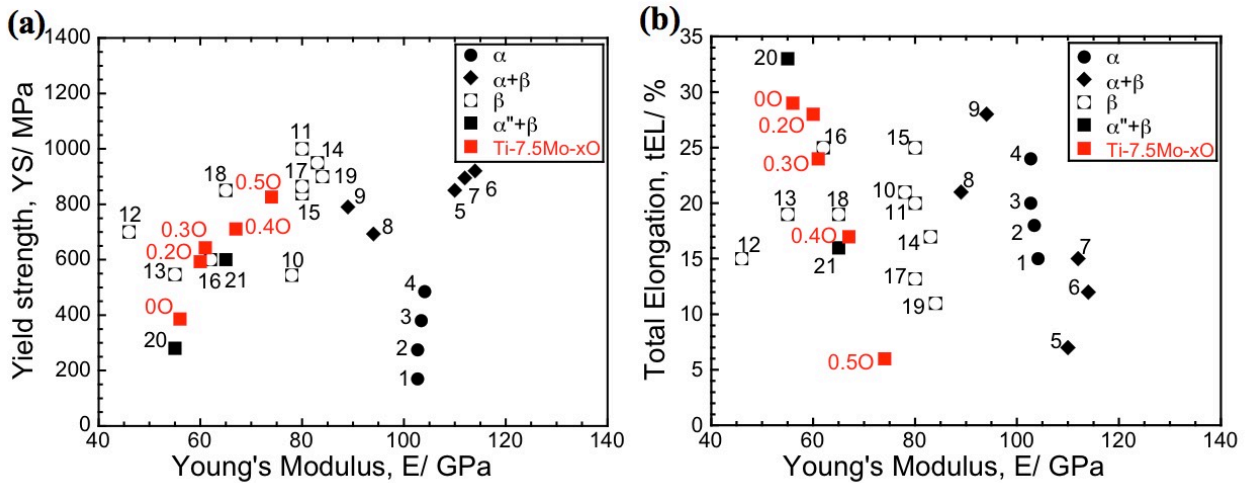 (a)
Yield strength, YS/ MPa
1400
1200
1000
800
600
400
200
0
α
α+β
β
α"+β
Ti-7.5Mo-xO
11
14
18
17
19
0.5O
9
15
6
7
5
12
0.3O
0.4O
8
0.2O
13
16
21
10
0O
4
20
3
2
1
40
60
80
100
120
140
Young's Modulus, E/ GPa
(b)
Total Elongation, tEL/ %
35
30
25
20
15
10
5
0
α
α+β
β
α"+β
Ti-7.5Mo-xO
20
0O
0.2O
9
16
15
0.3O
4
13
18
10
8
11
3
2
0.4O
14
12
21
1
7
17
6
19
5
0.5O
40
60
80
100
120
140
Young's Modulus, E/ GPa